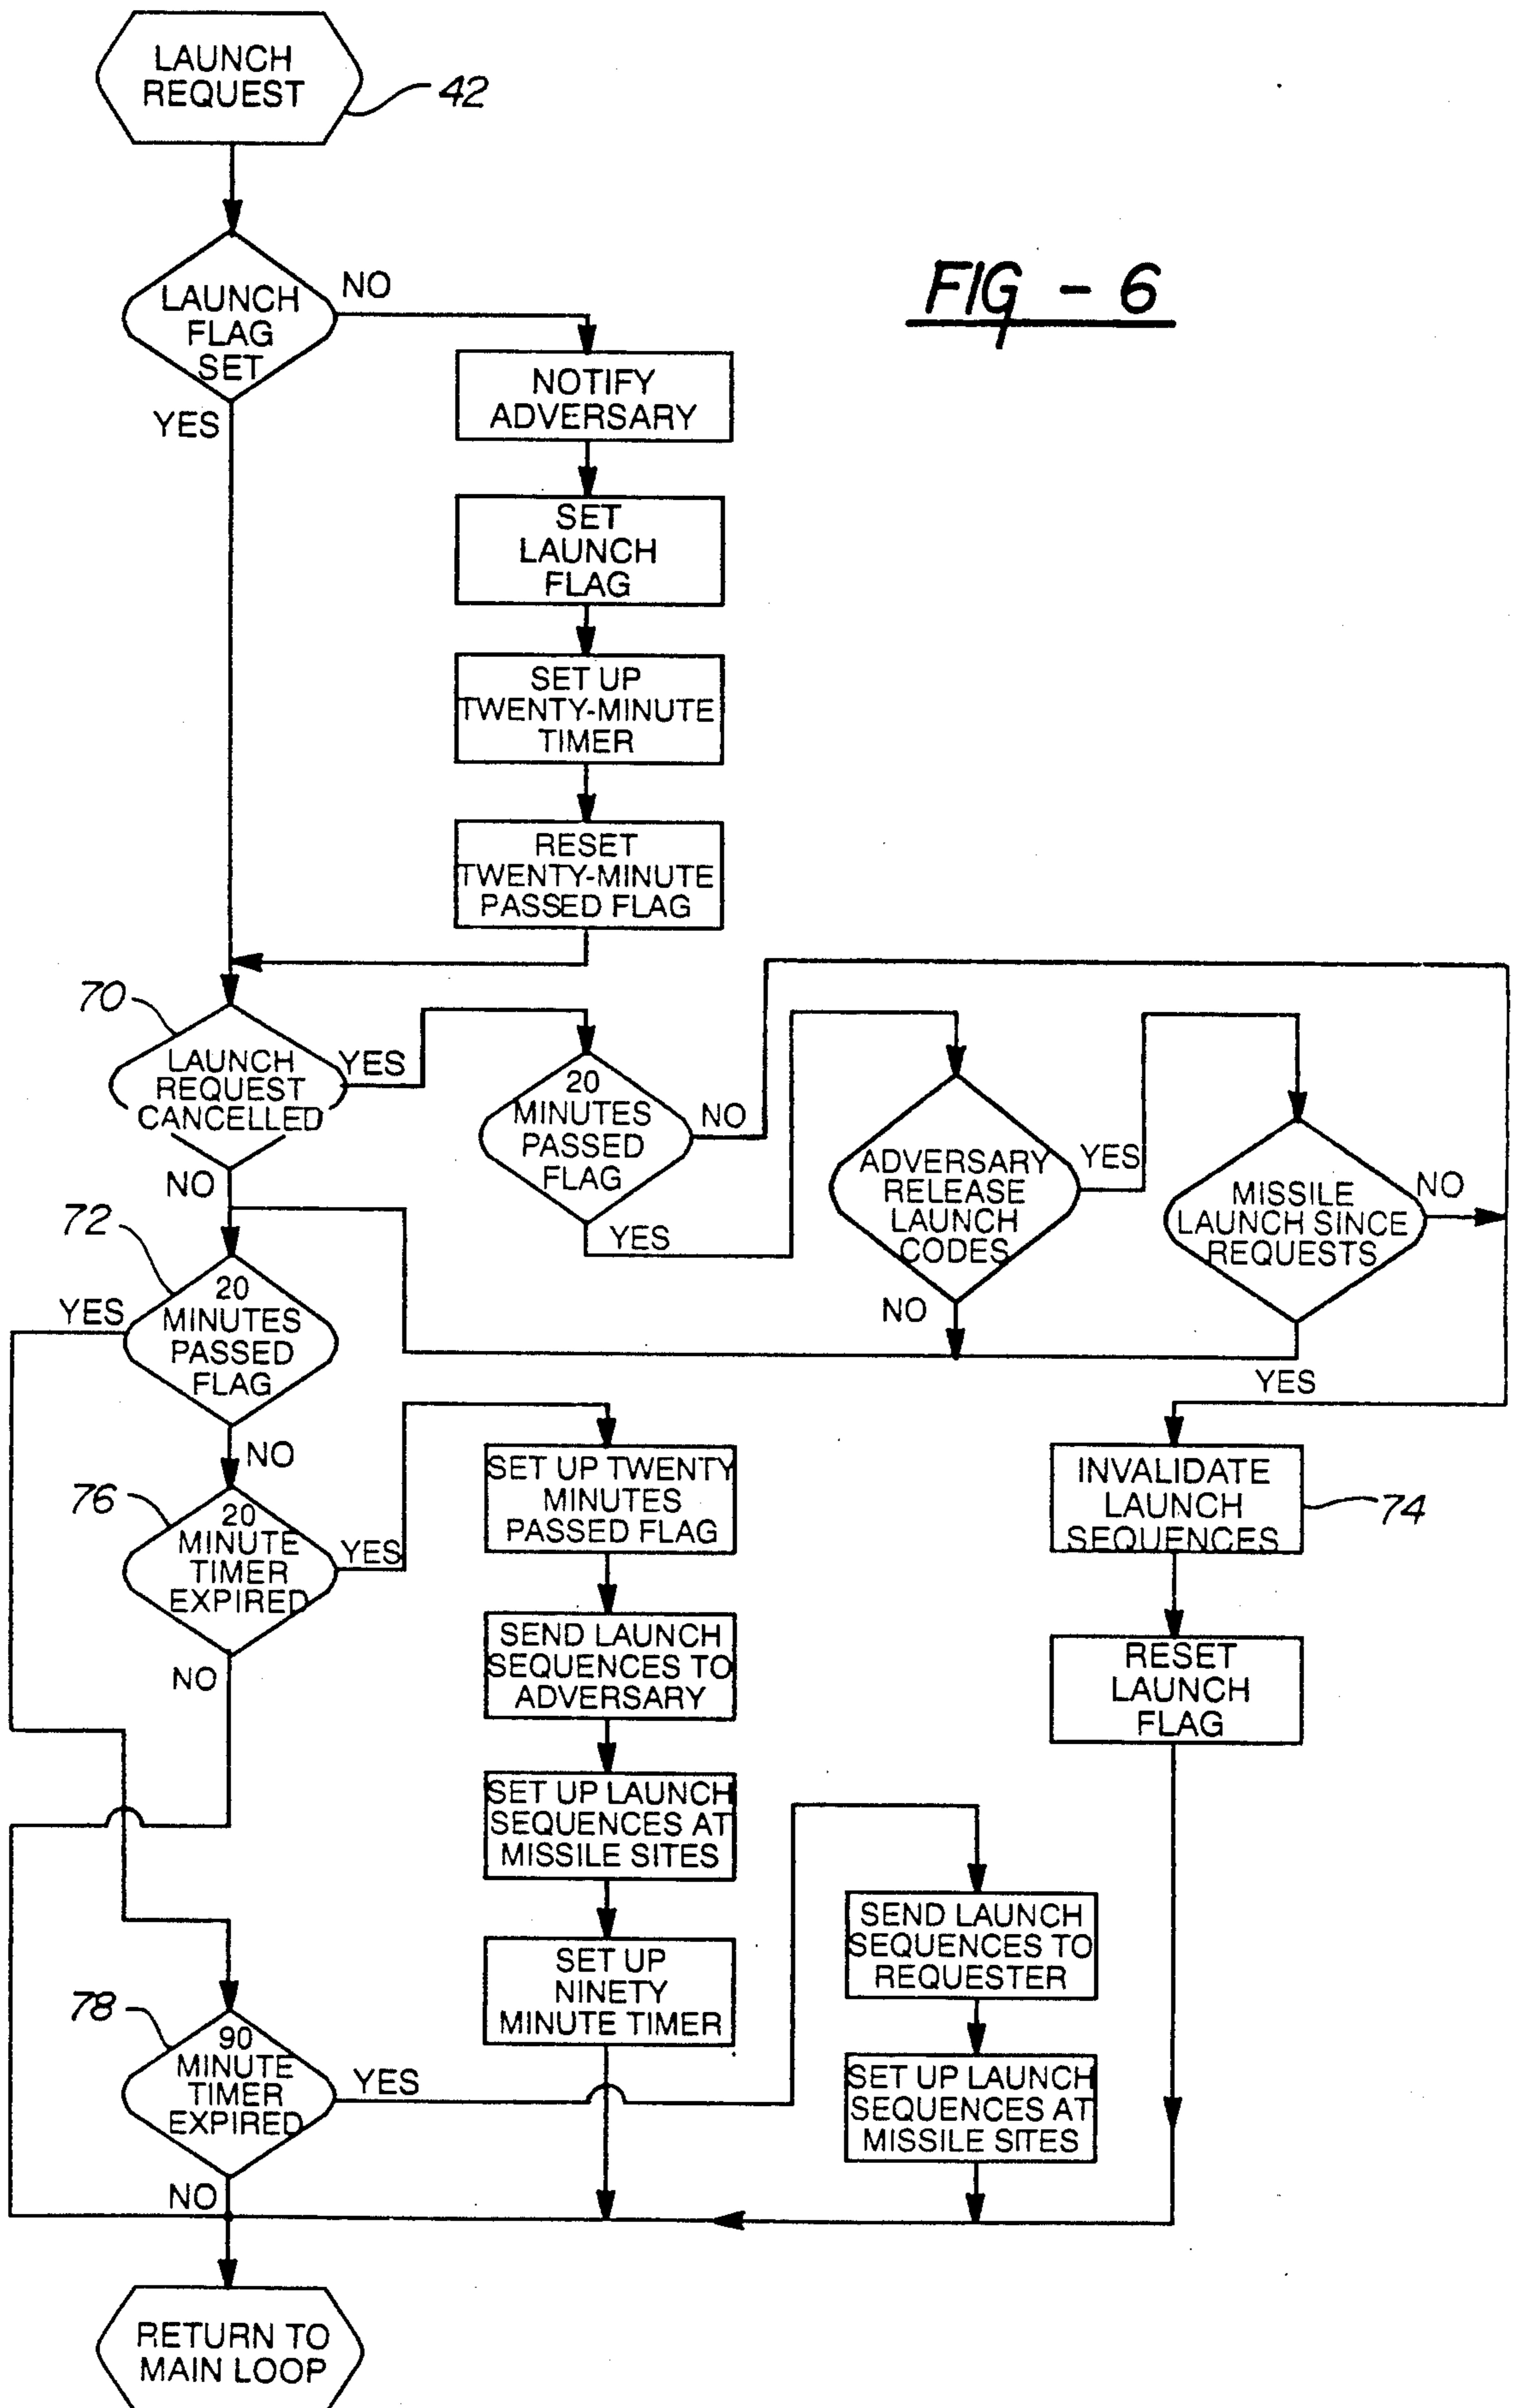 LAUNCH
REQUEST
42
FIG - 6
LAUNCH
FLAG
SET
NO
YES
NOTIFY
ADVERSARY
SET
LAUNCH
FLAG
SET UP
TWENTY-MINUTE
TIMER
RESET
TWENTY-MINUTE
PASSED FLAG
70
LAUNCH
REQUEST
CANCELLED
YES
NO
20
MINUTES
PASSED
FLAG
NO
YES
ADVERSARY
RELEASE
LAUNCH
CODES
YES
NO
MISSILE
LAUNCH SINCE
REQUESTS
NO
YES
72
20
MINUTES
PASSED
FLAG
YES
NO
76
20
MINUTE
TIMER
EXPIRED
YES
NO
SET UP TWENTY
MINUTES
PASSED FLAG
SEND LAUNCH
SEQUENCES TO
ADVERSARY
SET UP LAUNCH
SEQUENCES AT
MISSILE SITES
SET UP
NINETY
MINUTE TIMER
INVALIDATE
LAUNCH
SEQUENCES
74
RESET
LAUNCH
FLAG
78
90
MINUTE
TIMER
EXPIRED
YES
NO
SEND LAUNCH
SEQUENCES TO
REQUESTER
SET UP LAUNCH
SEQUENCES AT
MISSILE SITES
RETURN TO
MAIN LOOP